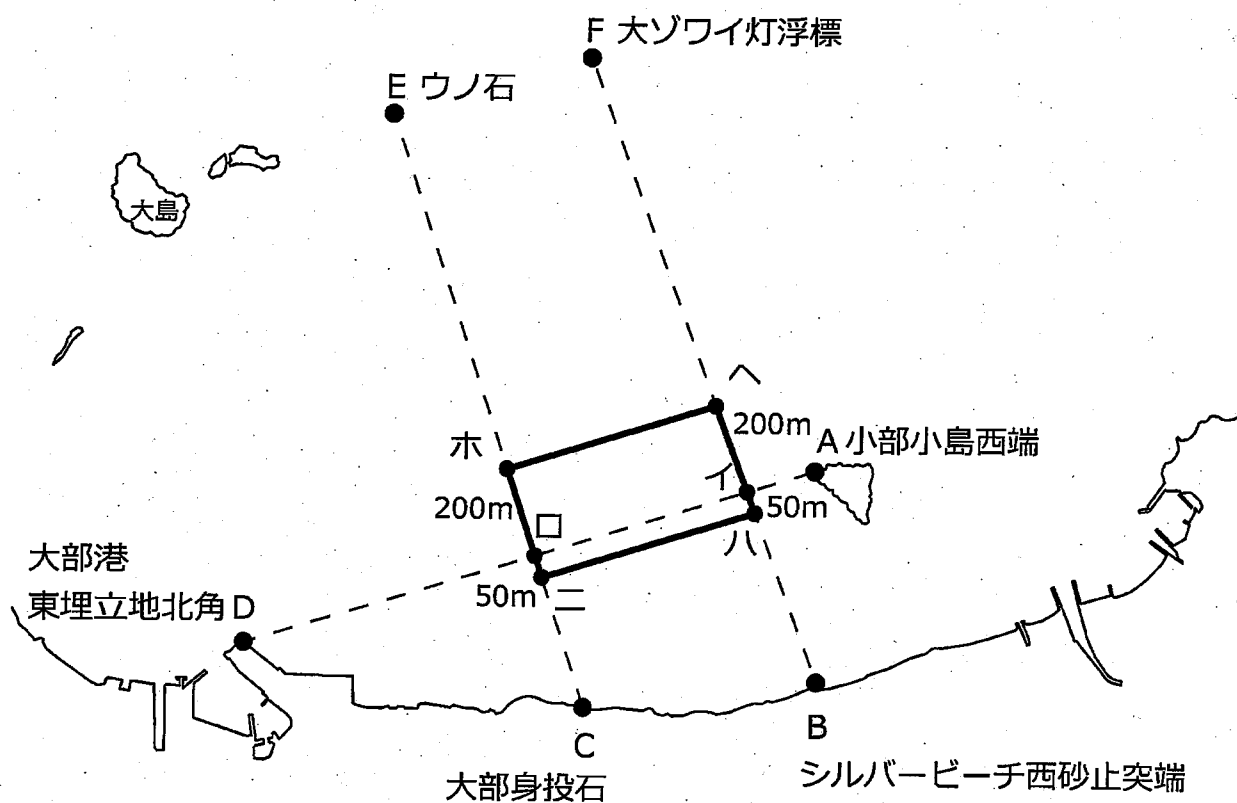 F 大ゾワイ灯浮標
E ウノ石
大島
ヘ
200m
A 小部小島西端
ホ
イ
200m
ロ
50m
ハ
大部港
東埋立地北角 D
50m
ニ
B
C
シルバービーチ西砂止突端
大部身投石